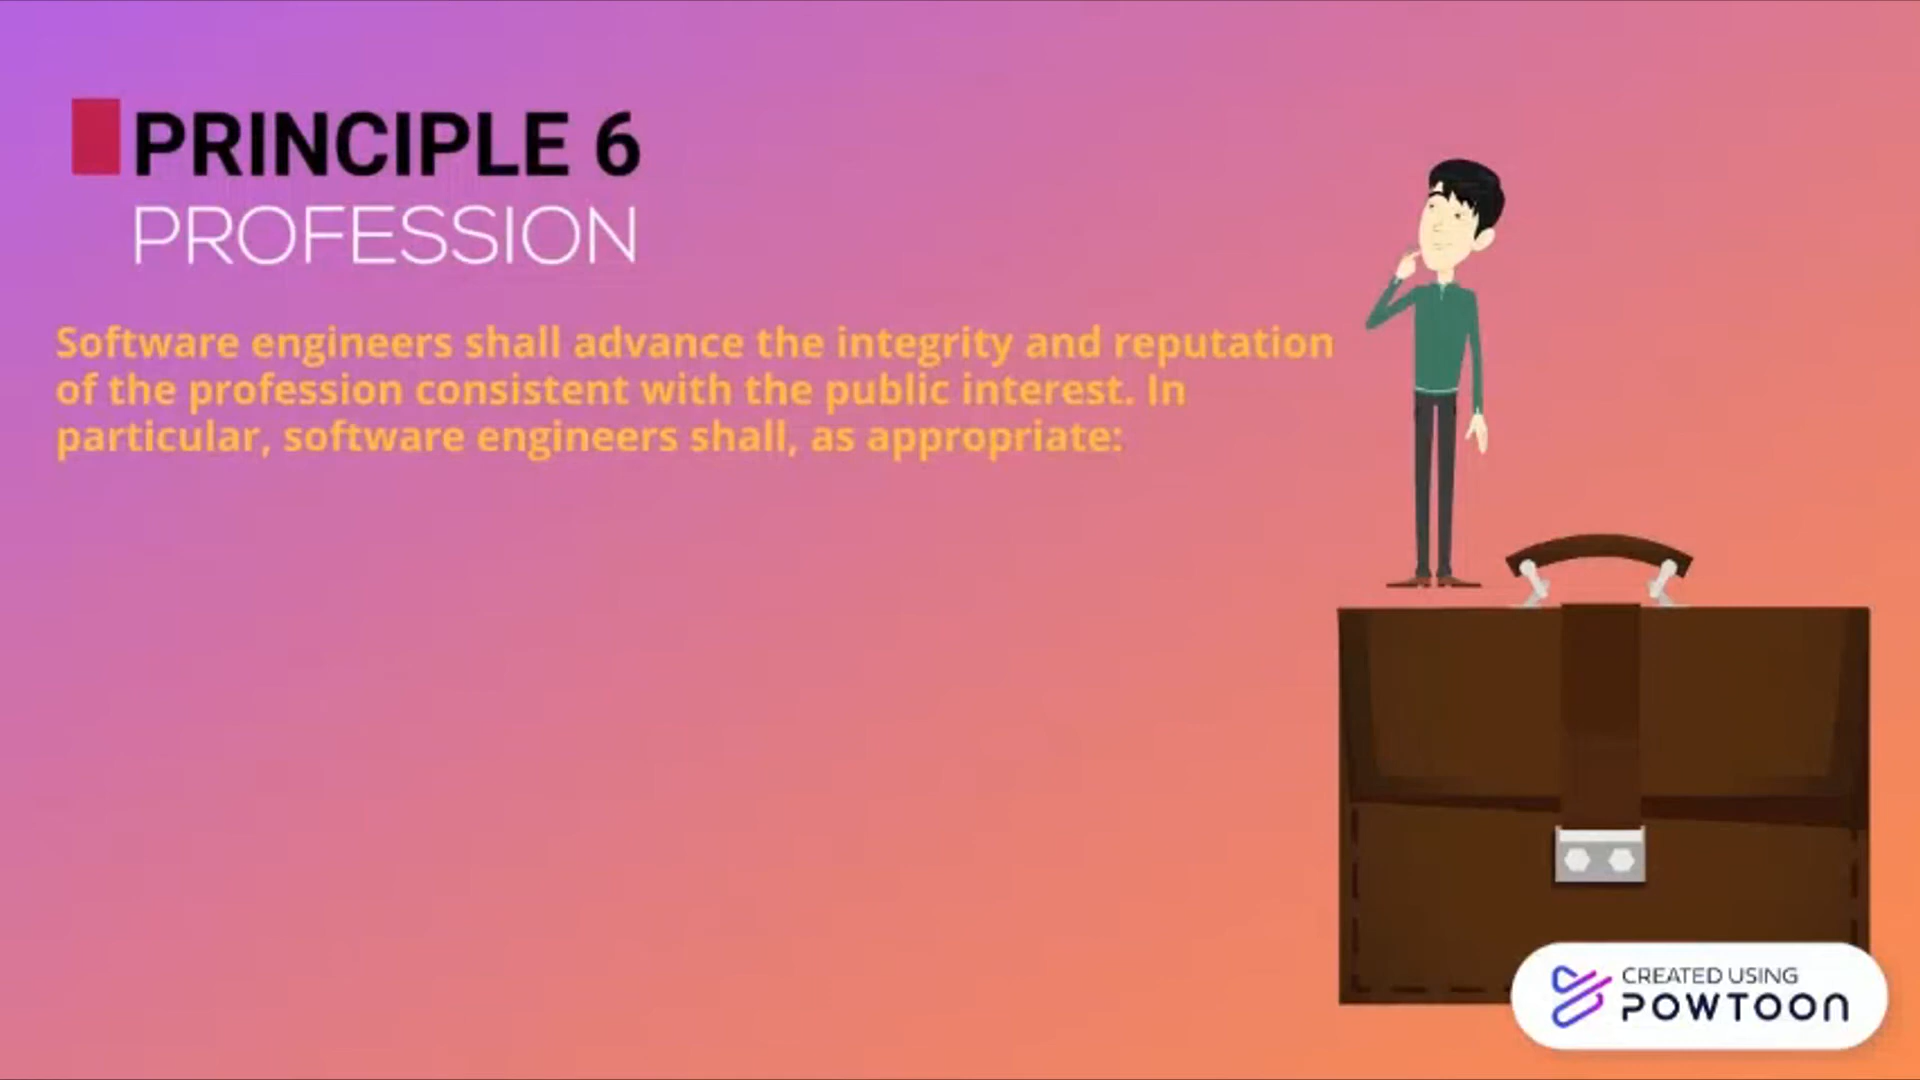 PRINCIPLE 6
PROFESSION
Software engineers shall advance the integrity and reputation
of the profession consistent with the public interest. In
particular, software engineers shall, as appropriate:
CREATED USING
POWTOON